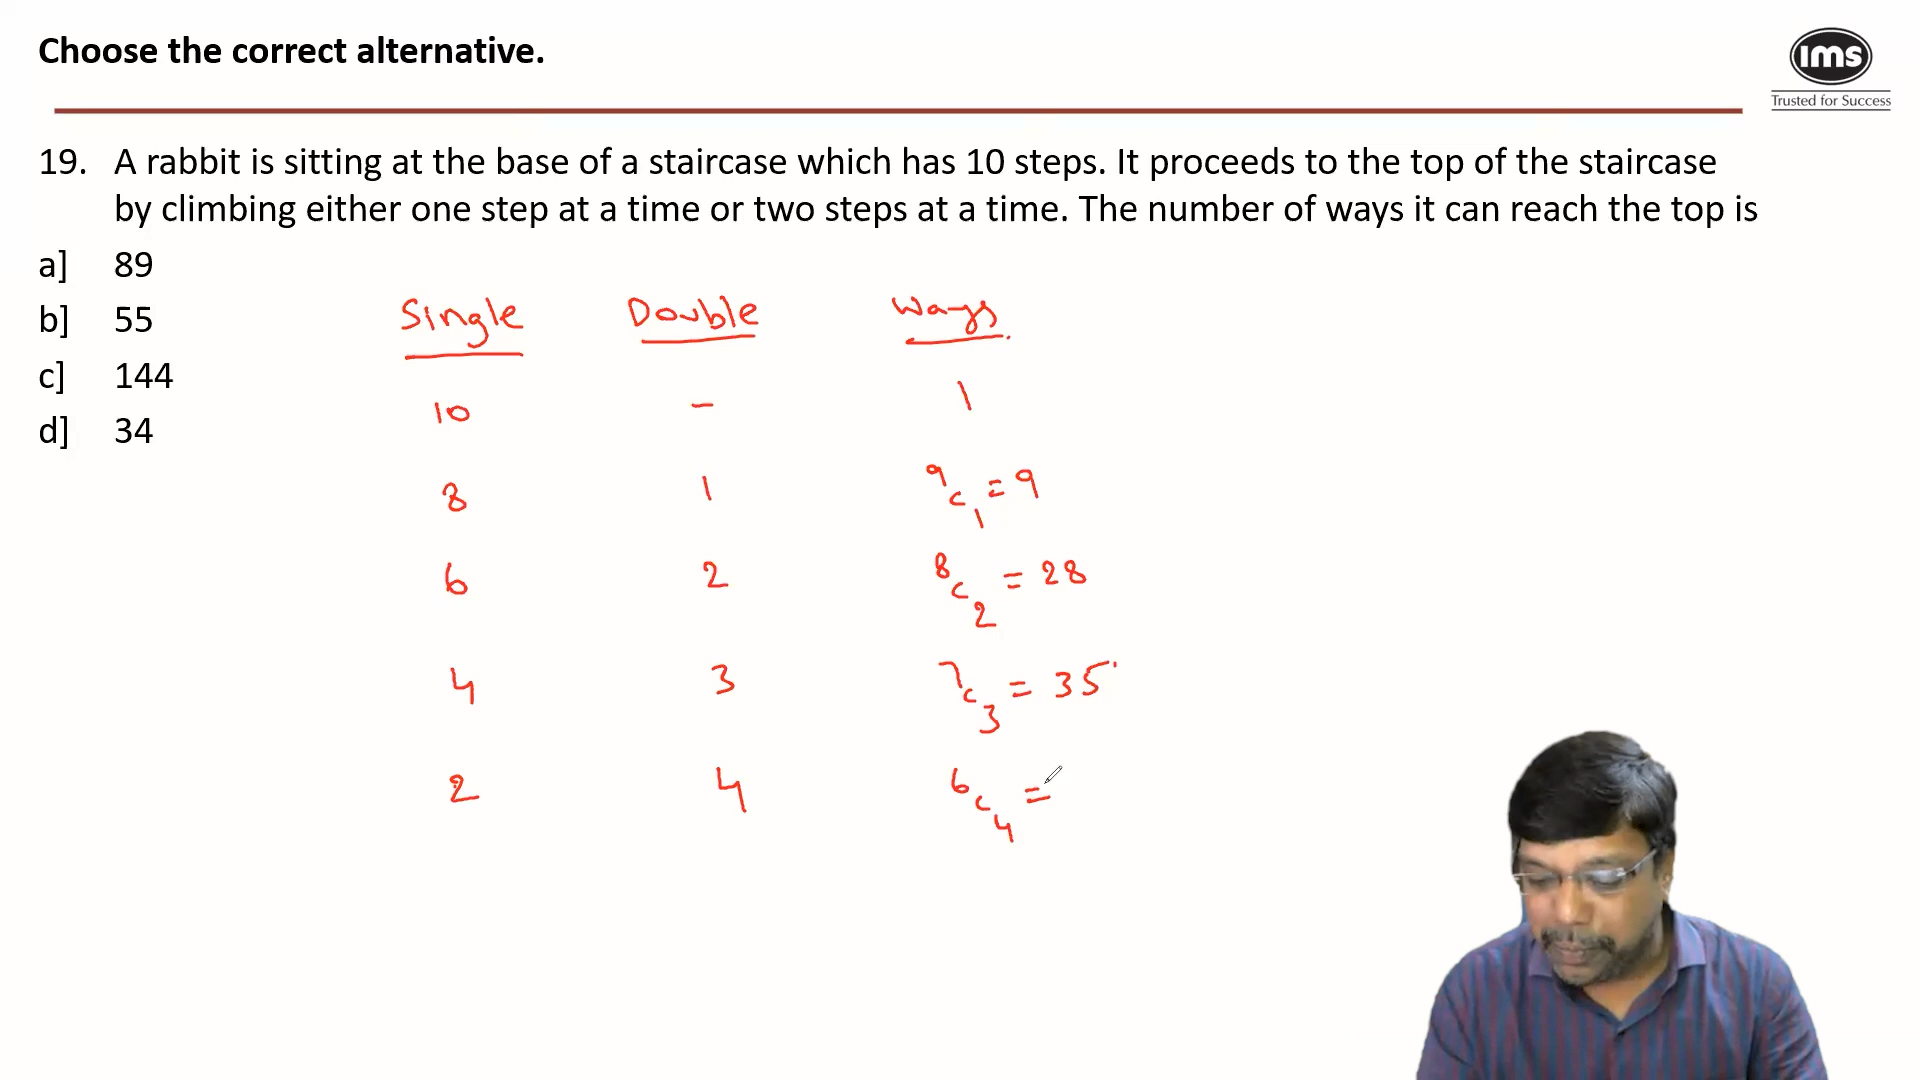 Choose the correct alternative.
ims
Trusted for Success
19. A rabbit is sitting at the base of a staircase which has 10 steps. It proceeds to the top of the staircase
by climbing either one step at a time or two steps at a time. The number of ways it can reach the top is
a] 89
b] 55
c] 144
d] 34
Single Double Ways
10 - 1
8 1 ⁹C₁ = 9
6 2 ⁸C₂ = 28
4 3 ⁷C₃ = 35
2 4 ⁶C₄ =